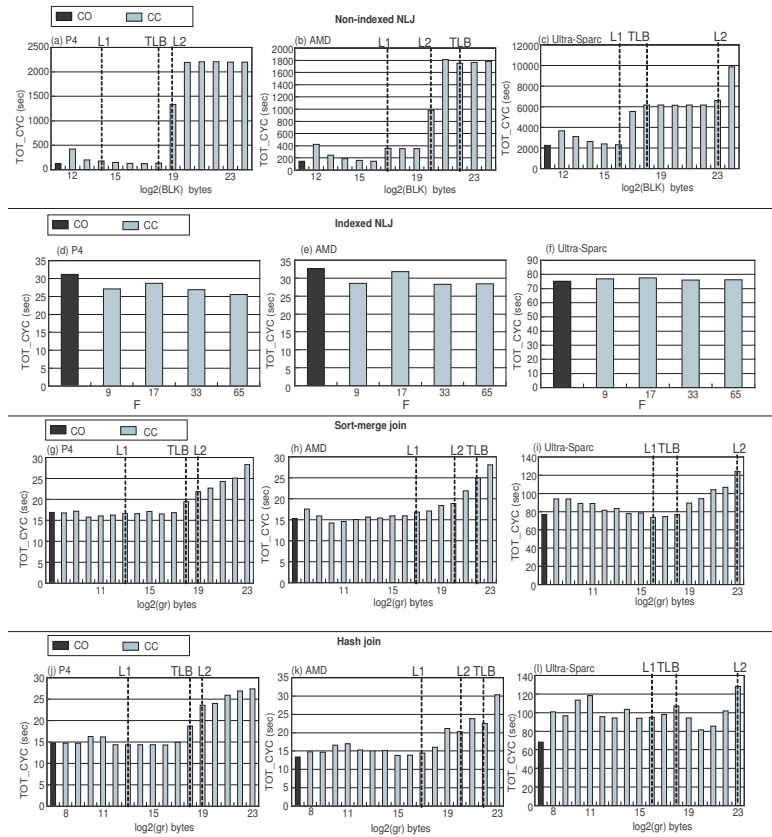 CO CC
Non-indexed NLJ
(a) P4 L1 TLB L2
2500
2000
1500
1000
500
0
TOT_CYC (sec)
12 15 19 23
log2(BLK) bytes
(b) AMD L1 L2 TLB
2000
1800
1600
1400
1200
1000
800
600
400
200
0
TOT_CYC (sec)
12 15 19 23
log2(BLK) bytes
(c) Ultra-Sparc L1 TLB L2
12000
10000
8000
6000
4000
2000
0
TOT_CYC (sec)
12 15 19 23
log2(BLK) bytes
CO CC
Indexed NLJ
(d) P4
35
30
25
20
15
10
5
0
TOT_CYC (sec)
9 17 33 65
F
(e) AMD
35
30
25
20
15
10
5
0
TOT_CYC (sec)
9 17 33 65
F
(f) Ultra-Sparc
90
80
70
60
50
40
30
20
10
0
TOT_CYC (sec)
9 17 33 65
F
CO CC
Sort-merge join
(g) P4 L1 TLB L2
30
25
20
15
10
5
0
TOT_CYC (sec)
11 15 19 23
log2(gr) bytes
(h) AMD L1 L2 TLB
30
25
20
15
10
5
0
TOT_CYC (sec)
11 15 19 23
log2(gr) bytes
(i) Ultra-Sparc L1 TLB L2
140
120
100
80
60
40
20
0
TOT_CYC (sec)
11 15 19 23
log2(gr) bytes
CO CC
Hash join
(j) P4 L1 TLB L2
30
25
20
15
10
5
0
TOT_CYC (sec)
8 11 15 19 23
log2(gr) bytes
(k) AMD L1 L2 TLB
35
30
25
20
15
10
5
0
TOT_CYC (sec)
8 11 15 19 23
log2(gr) bytes
(l) Ultra-Sparc L1 TLB L2
140
120
100
80
60
40
20
0
TOT_CYC (sec)
8 11 15 19 23
log2(gr) bytes